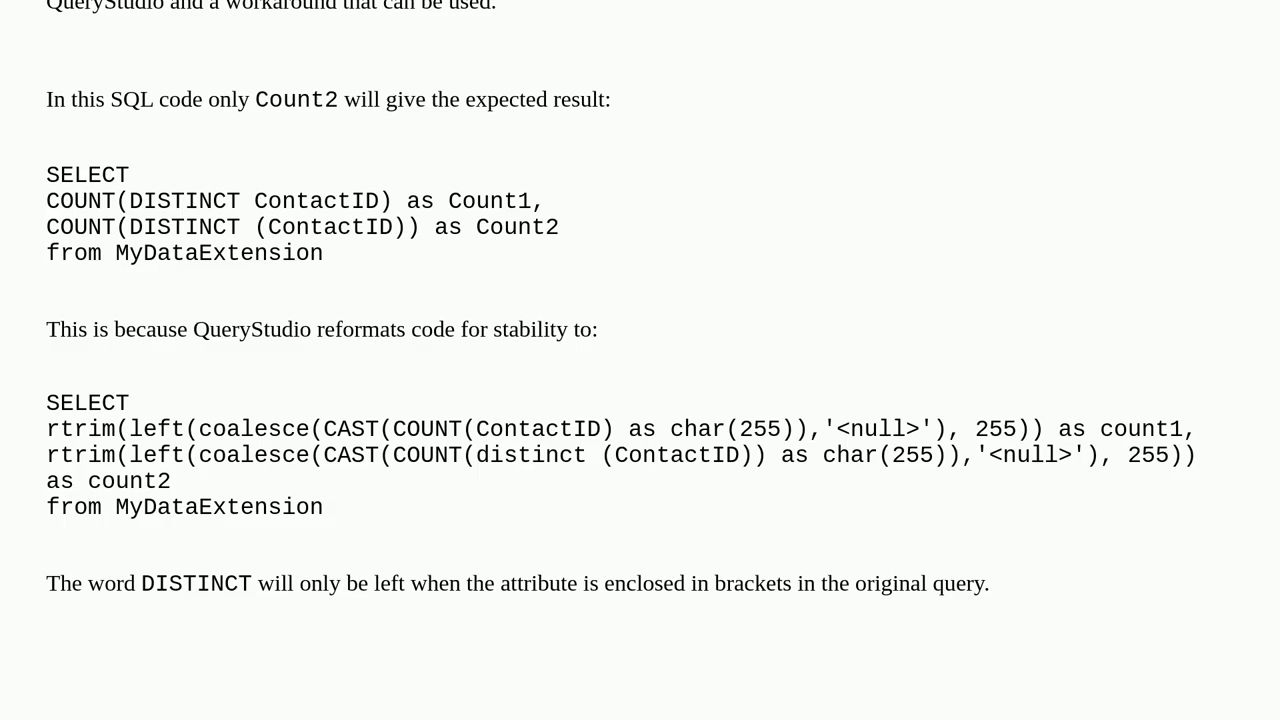 QueryStudio and a workaround that can be used.
In this SQL code only Count2 will give the expected result:
SELECT
COUNT(DISTINCT ContactID) as Count1,
COUNT(DISTINCT (ContactID)) as Count2
from MyDataExtension
This is because QueryStudio reformats code for stability to:
SELECT
rtrim(left(coalesce(CAST(COUNT(ContactID) as char(255)),'<null>'), 255)) as count1,
rtrim(left(coalesce(CAST(COUNT(distinct (ContactID)) as char(255)),'<null>'), 255))
as count2
from MyDataExtension
The word DISTINCT will only be left when the attribute is enclosed in brackets in the original query.